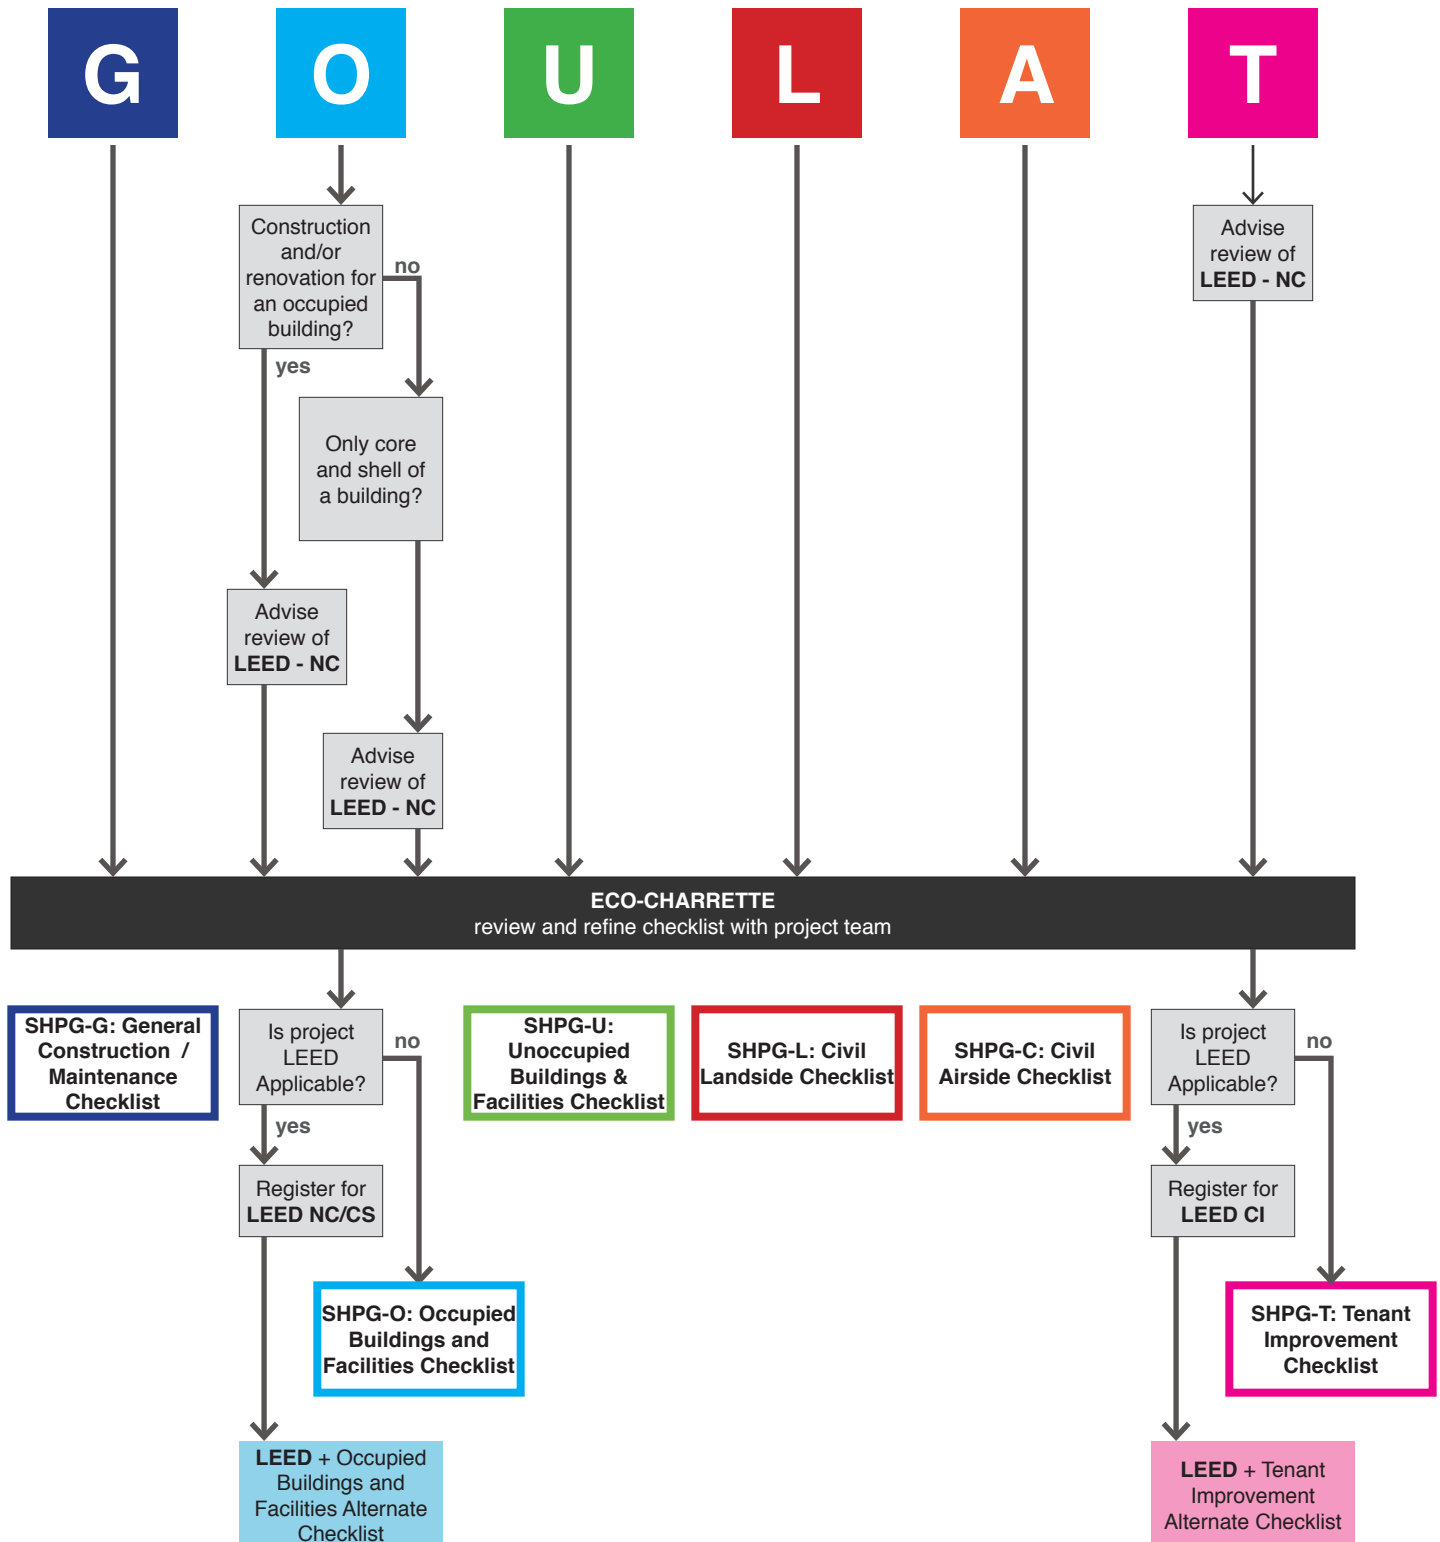 G
O
U
L
A
T
Construction
and/or
renovation for
an occupied
building?
no
yes
Advise
review of
LEED - NC
Only core
and shell of
a building?
Advise
review of
LEED - NC
Advise
review of
LEED - NC
ECO-CHARRETTE
review and refine checklist with project team
SHPG-G: General
Construction /
Maintenance
Checklist
Is project
LEED
Applicable?
no
yes
SHPG-U:
Unoccupied
Buildings &
Facilities Checklist
SHPG-L: Civil
Landside Checklist
SHPG-C: Civil
Airside Checklist
Is project
LEED
Applicable?
no
yes
Register for
LEED NC/CS
Register for
LEED CI
SHPG-O: Occupied
Buildings and
Facilities Checklist
SHPG-T: Tenant
Improvement
Checklist
LEED + Occupied
Buildings and
Facilities Alternate
Checklist
LEED + Tenant
Improvement
Alternate Checklist